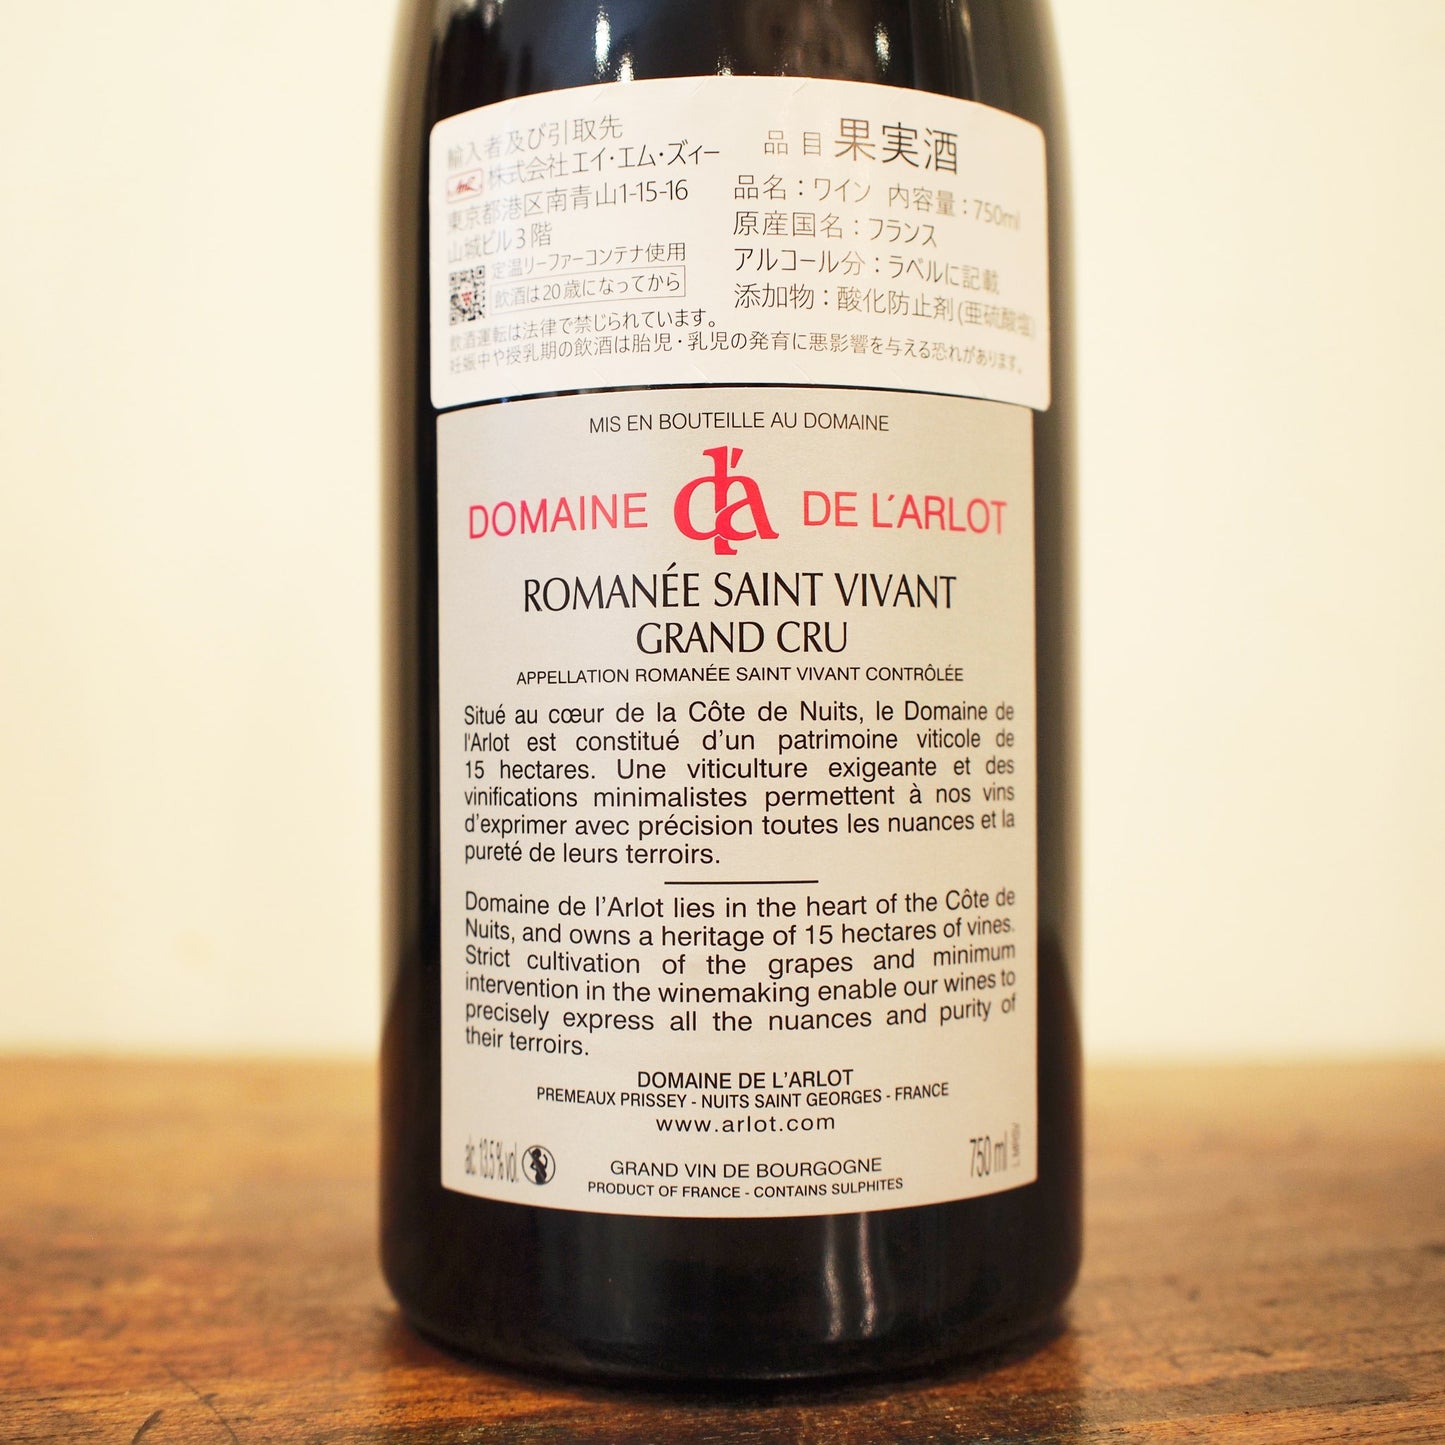 輸入者及び引取先
株式会社エイ・エム・ズィー
東京都港区南青山1-15-16
山城ビル3階
定温リーファーコンテナ使用
飲酒は20歳になってから
品目 果実酒
品名：ワイン 内容量：750ml
原産国名：フランス
アルコール分：ラベルに記載
添加物：酸化防止剤(亜硫酸塩)
飲酒運転は法律で禁じられています。
妊娠中や授乳期の飲酒は胎児・乳児の発育に悪影響を与える恐れがあります。
MIS EN BOUTEILLE AU DOMAINE
DOMAINE d'a DE L'ARLOT
ROMANÉE SAINT VIVANT
GRAND CRU
APPELLATION ROMANÉE SAINT VIVANT CONTRÔLÉE
Situé au cœur de la Côte de Nuits, le Domaine de
l'Arlot est constitué d'un patrimoine viticole de
15 hectares. Une viticulture exigeante et des
vinifications minimalistes permettent à nos vins
d'exprimer avec précision toutes les nuances et la
pureté de leurs terroirs.
Domaine de l'Arlot lies in the heart of the Côte de
Nuits, and owns a heritage of 15 hectares of vines.
Strict cultivation of the grapes and minimum
intervention in the winemaking enable our wines to
precisely express all the nuances and purity of
their terroirs.
DOMAINE DE L'ARLOT
PREMEAUX PRISSEY - NUITS SAINT GEORGES - FRANCE
www.arlot.com
alc. 13.5 % vol.
GRAND VIN DE BOURGOGNE
750 ml
PRODUCT OF FRANCE - CONTAINS SULPHITES